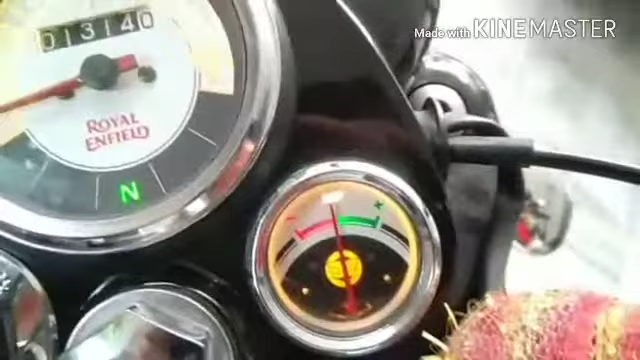 Made with KINEMASTER
013140
ROYAL
ENFIELD
N
- +